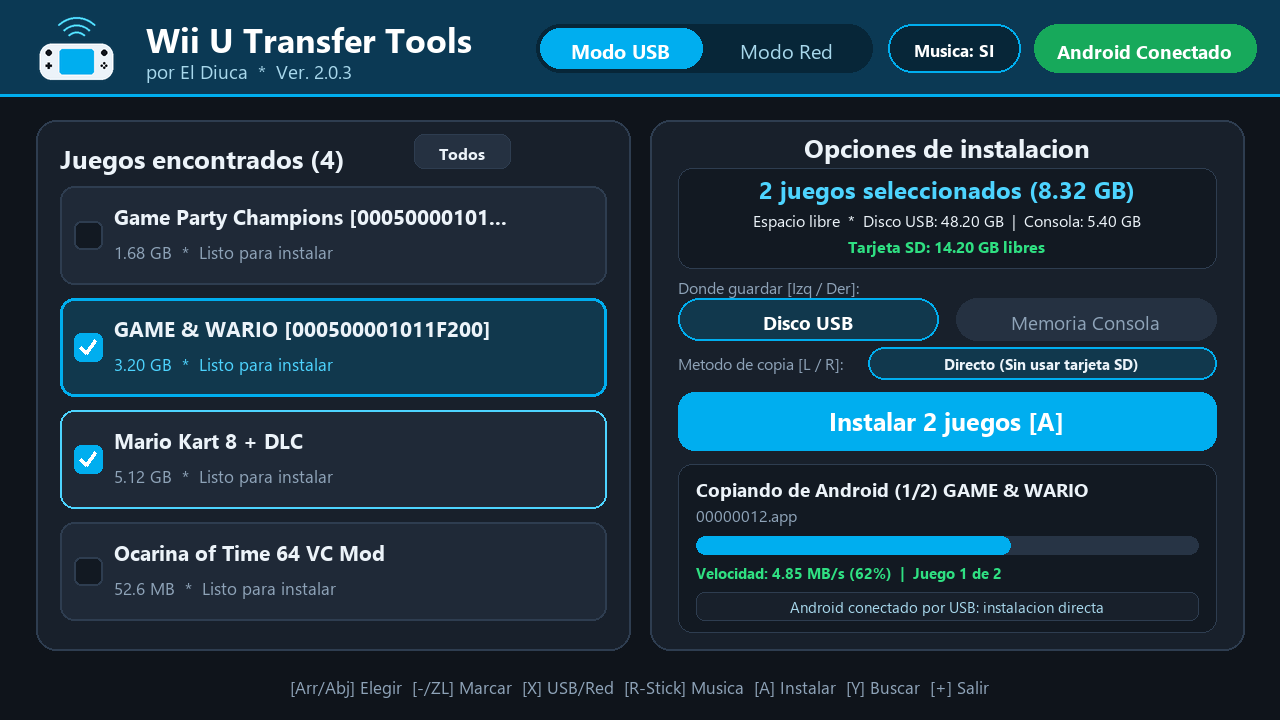 Wii U Transfer Tools
por El Diuca * Ver. 2.0.3
Modo USB
Modo Red
Musica: SI
Android Conectado
Juegos encontrados (4)
Todos
Game Party Champions [00050000101...
1.68 GB * Listo para instalar
GAME & WARIO [000500001011F200]
3.20 GB * Listo para instalar
Mario Kart 8 + DLC
5.12 GB * Listo para instalar
Ocarina of Time 64 VC Mod
52.6 MB * Listo para instalar
Opciones de instalacion
2 juegos seleccionados (8.32 GB)
Espacio libre * Disco USB: 48.20 GB | Consola: 5.40 GB
Tarjeta SD: 14.20 GB libres
Donde guardar [Izq / Der]:
Disco USB
Memoria Consola
Metodo de copia [L / R]:
Directo (Sin usar tarjeta SD)
Instalar 2 juegos [A]
Copiando de Android (1/2) GAME & WARIO
00000012.app
Velocidad: 4.85 MB/s (62%) | Juego 1 de 2
Android conectado por USB: instalacion directa
[Arr/Abj] Elegir [-/ZL] Marcar [X] USB/Red [R-Stick] Musica [A] Instalar [Y] Buscar [+] Salir